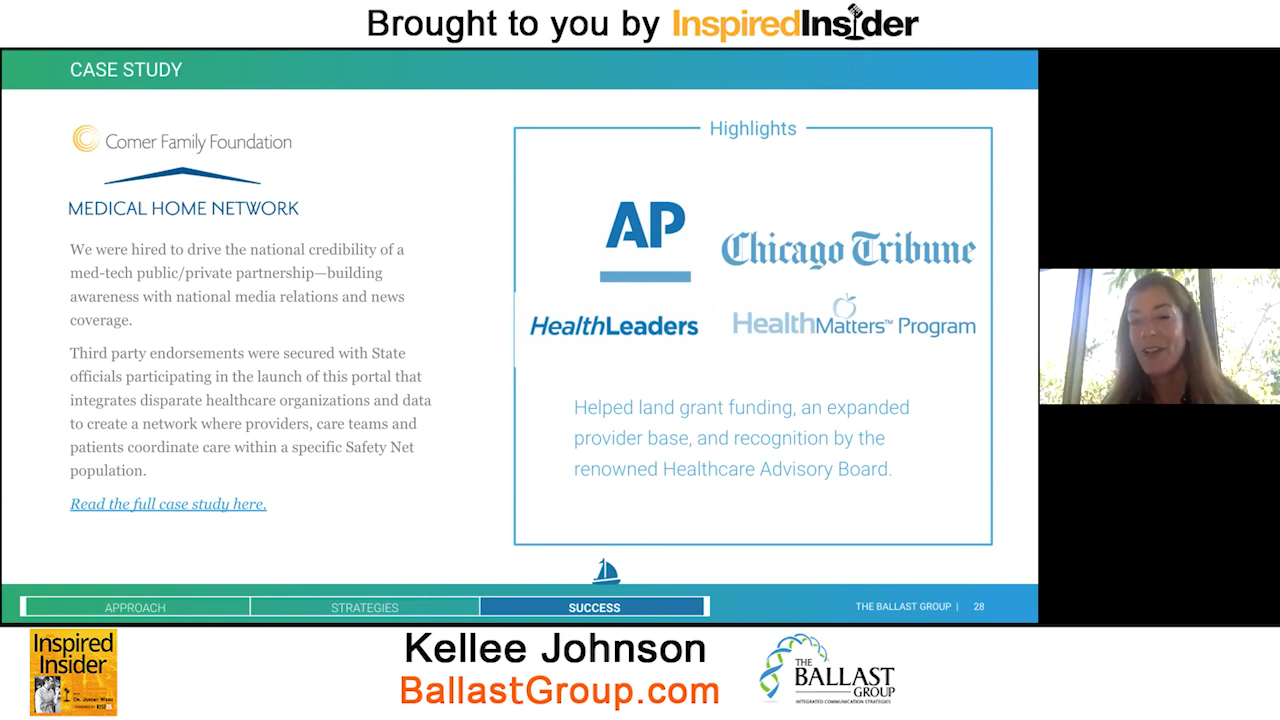 Brought to you by InspiredInsider
CASE STUDY
Comer Family Foundation
MEDICAL HOME NETWORK
We were hired to drive the national credibility of a
med-tech public/private partnership—building
awareness with national media relations and news
coverage.
Third party endorsements were secured with State
officials participating in the launch of this portal that
integrates disparate healthcare organizations and data
to create a network where providers, care teams and
patients coordinate care within a specific Safety Net
population.
Read the full case study here.
Highlights
AP
Chicago Tribune
HealthLeaders
HealthMatters™ Program
Helped land grant funding, an expanded
provider base, and recognition by the
renowned Healthcare Advisory Board.
APPROACH
STRATEGIES
SUCCESS
THE BALLAST GROUP | 28
Inspired
Insider
Kellee Johnson
BallastGroup.com
THE
BALLAST
GROUP
INTEGRATED COMMUNICATION STRATEGIES